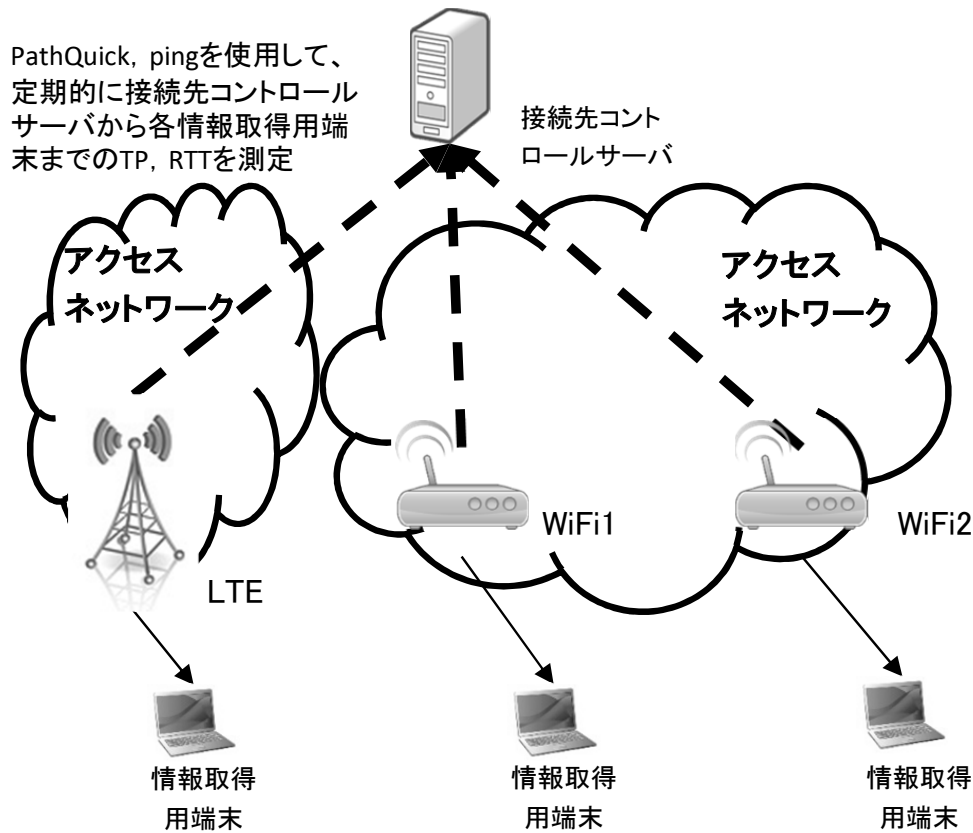 PathQuick, pingを使用して、
定期的に接続先コントロール
サーバから各情報取得用端
末までのTP, RTTを測定
接続先コント
ロールサーバ
アクセス
ネットワーク
アクセス
ネットワーク
WiFi1
WiFi2
LTE
情報取得
用端末
情報取得
用端末
情報取得
用端末